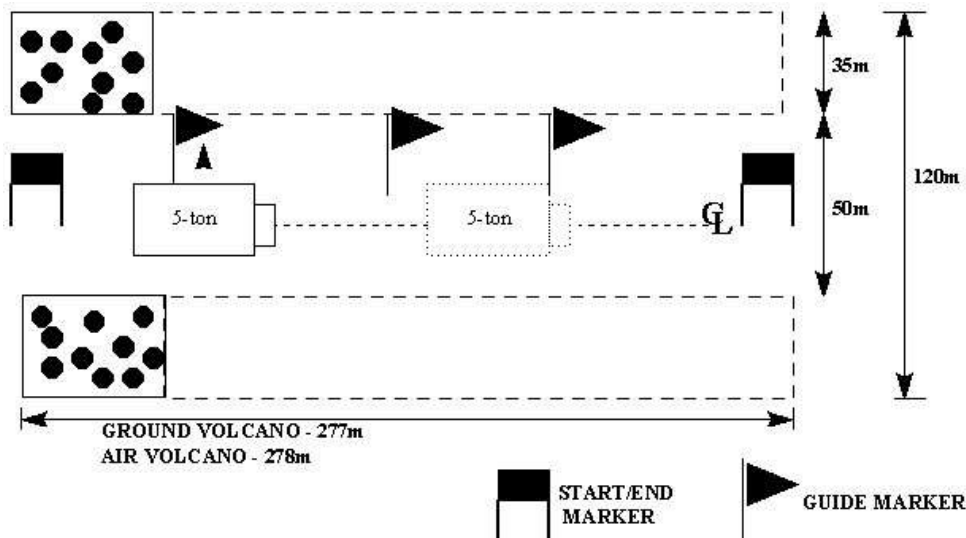 35m
120m
50m
5-ton
5-ton
CL
GROUND VOLCANO - 277m
AIR VOLCANO - 278m
START/END
MARKER
GUIDE MARKER